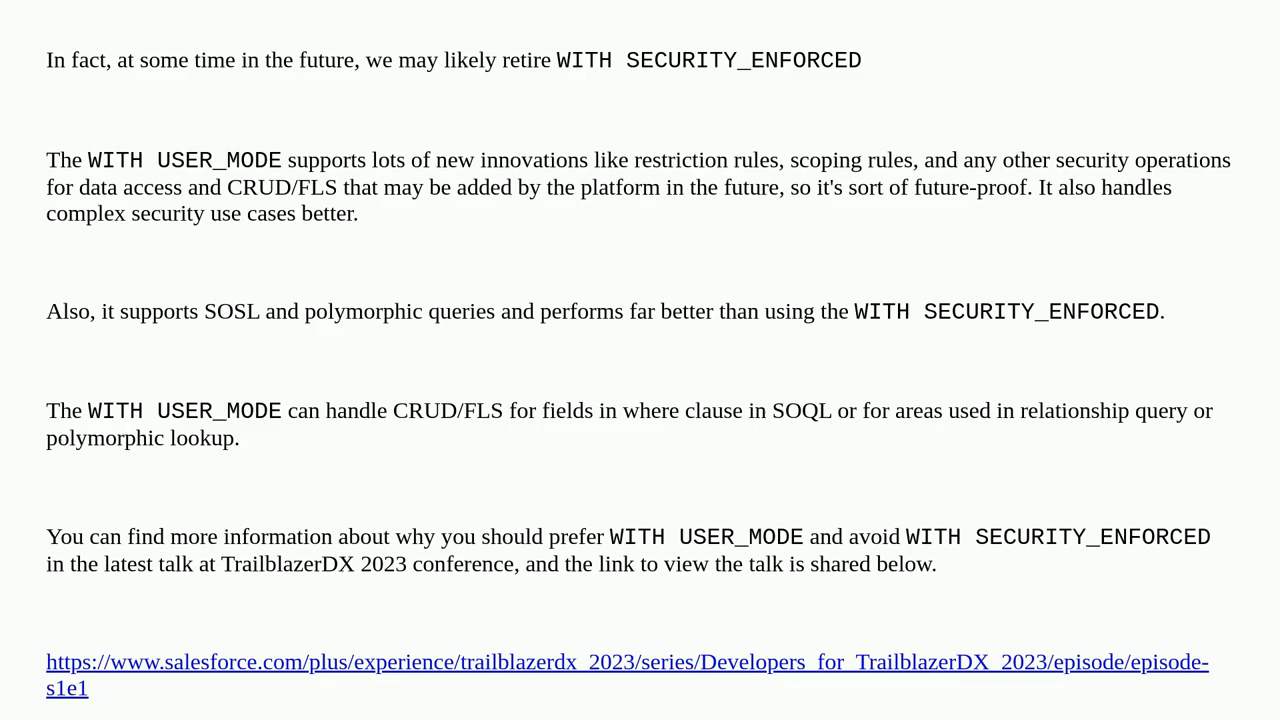 In fact, at some time in the future, we may likely retire WITH SECURITY_ENFORCED
The WITH USER_MODE supports lots of new innovations like restriction rules, scoping rules, and any other security operations
for data access and CRUD/FLS that may be added by the platform in the future, so it's sort of future-proof. It also handles
complex security use cases better.
Also, it supports SOSL and polymorphic queries and performs far better than using the WITH SECURITY_ENFORCED.
The WITH USER_MODE can handle CRUD/FLS for fields in where clause in SOQL or for areas used in relationship query or
polymorphic lookup.
You can find more information about why you should prefer WITH USER_MODE and avoid WITH SECURITY_ENFORCED
in the latest talk at TrailblazerDX 2023 conference, and the link to view the talk is shared below.
https://www.salesforce.com/plus/experience/trailblazerdx_2023/series/Developers_for_TrailblazerDX_2023/episode/episode-
s1e1